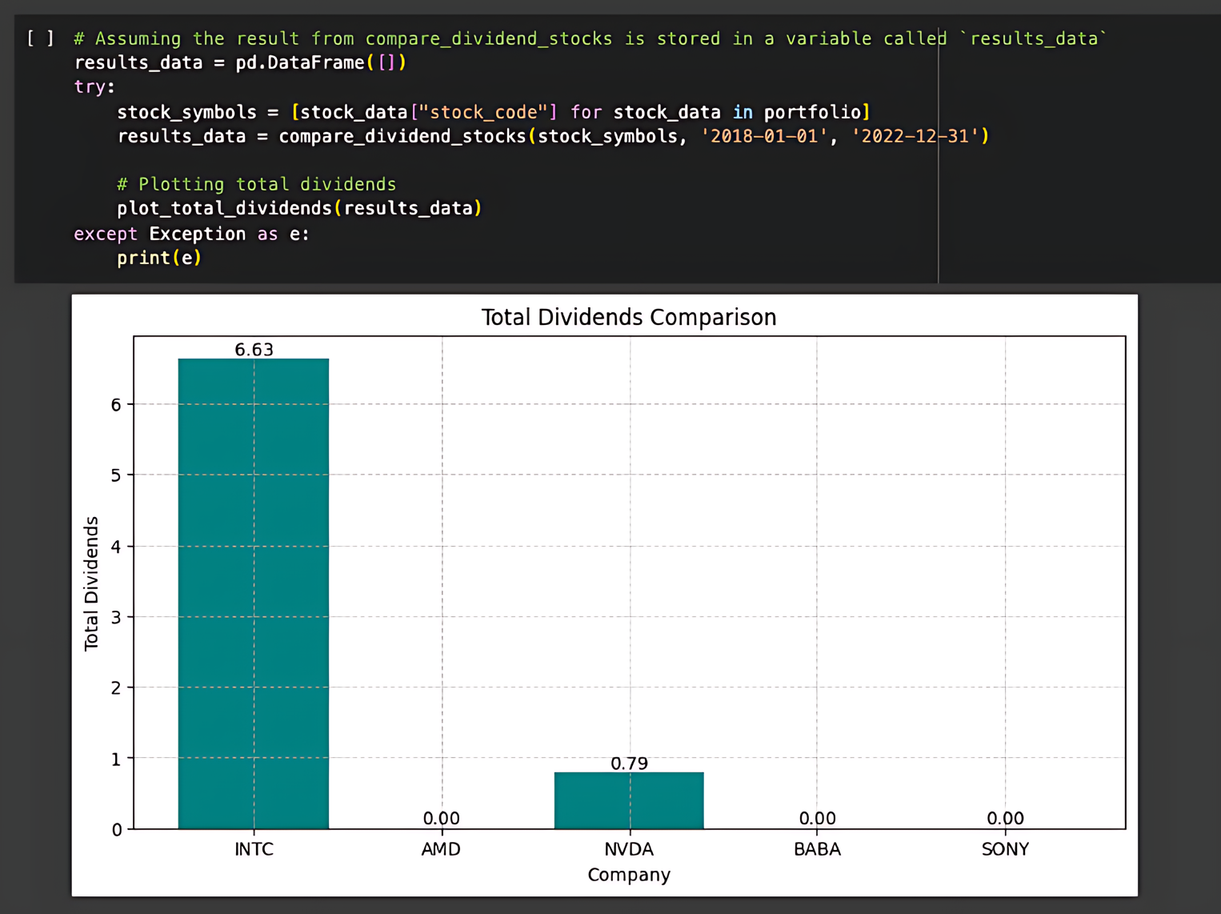 [ ] # Assuming the result from compare_dividend_stocks is stored in a variable called `results_data`
results_data = pd.DataFrame([])
try:
    stock_symbols = [stock_data["stock_code"] for stock_data in portfolio]
    results_data = compare_dividend_stocks(stock_symbols, '2018-01-01', '2022-12-31')
    # Plotting total dividends
    plot_total_dividends(results_data)
except Exception as e:
    print(e)
Total Dividends Comparison
6.63
6
5
4
3
2
1
0
Total Dividends
0.00
0.79
0.00
0.00
INTC AMD NVDA BABA SONY
Company